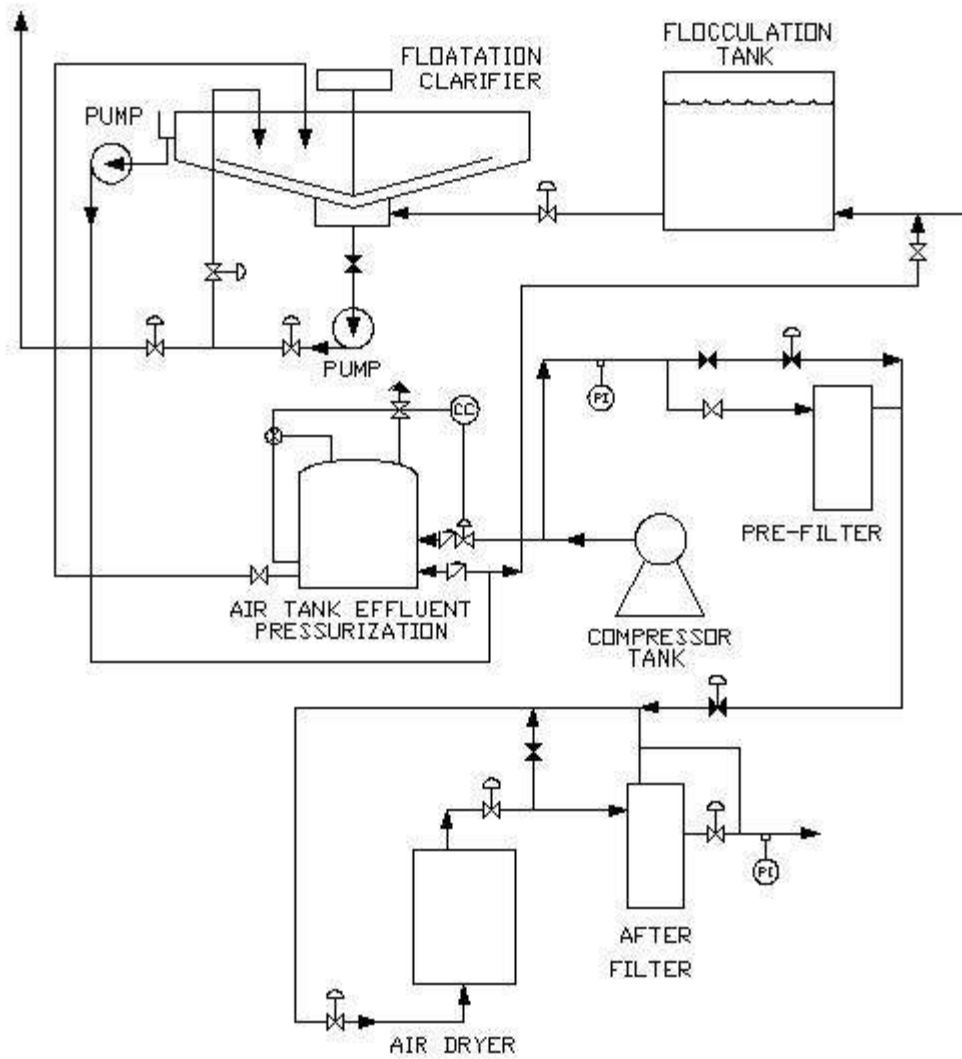 FLOCCULATION
TANK
FLOATATION
CLARIFIER
PUMP
PUMP
PI
CC
PRE-FILTER
AIR TANK EFFLUENT
PRESSURIZATION
COMPRESSOR
TANK
PI
AFTER
FILTER
AIR DRYER